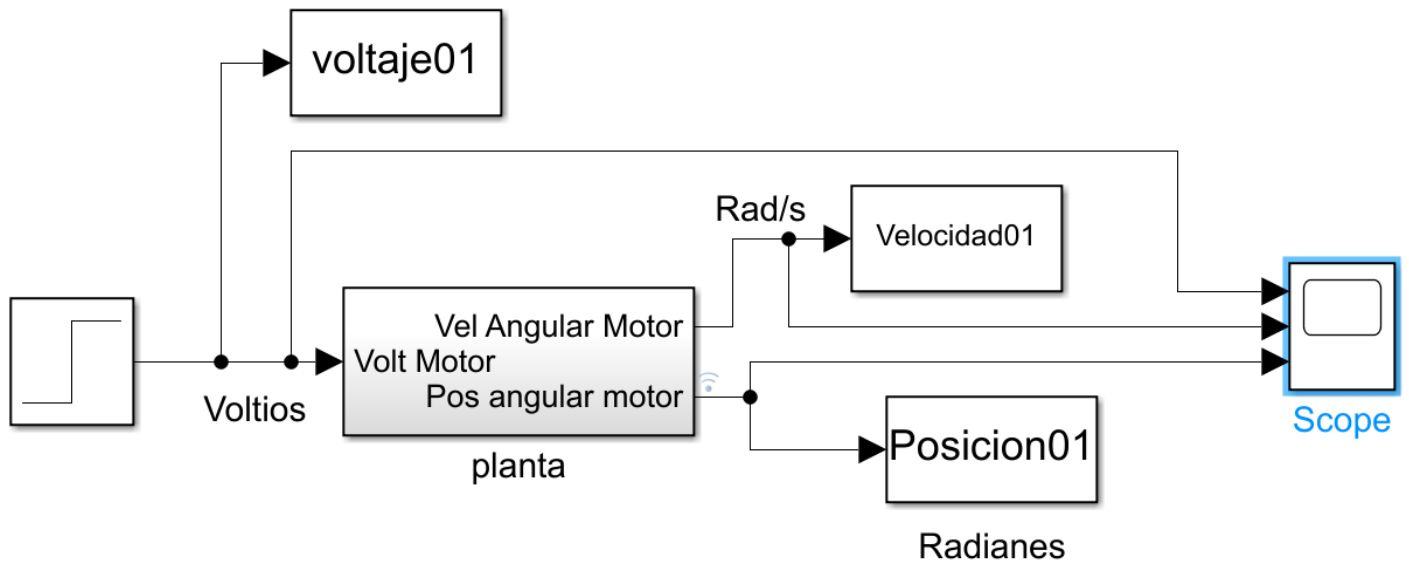 voltaje01
Rad/s
Velocidad01
Vel Angular Motor
Volt Motor
Pos angular motor
Voltios
planta
Posicion01
Scope
Radianes